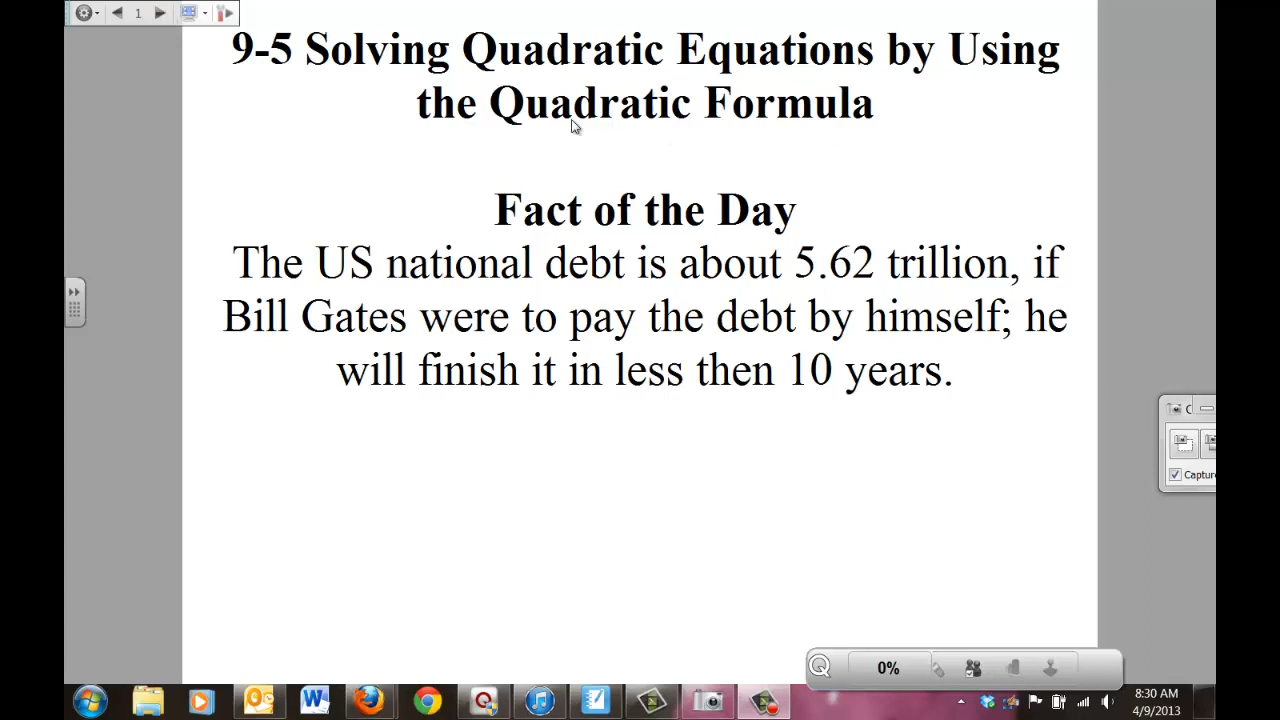 1
9-5 Solving Quadratic Equations by Using
the Quadratic Formula
Fact of the Day
The US national debt is about 5.62 trillion, if
Bill Gates were to pay the debt by himself; he
will finish it in less then 10 years.
C
Capture
0%
8:30 AM
4/9/2013